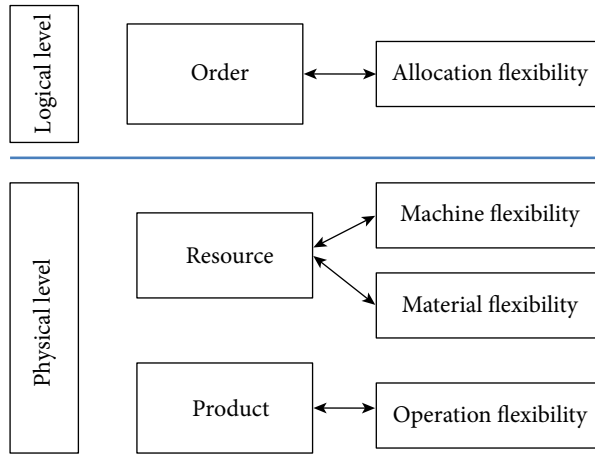 Logical level
Order
Allocation flexibility
Physical level
Resource
Machine flexibility
Material flexibility
Product
Operation flexibility